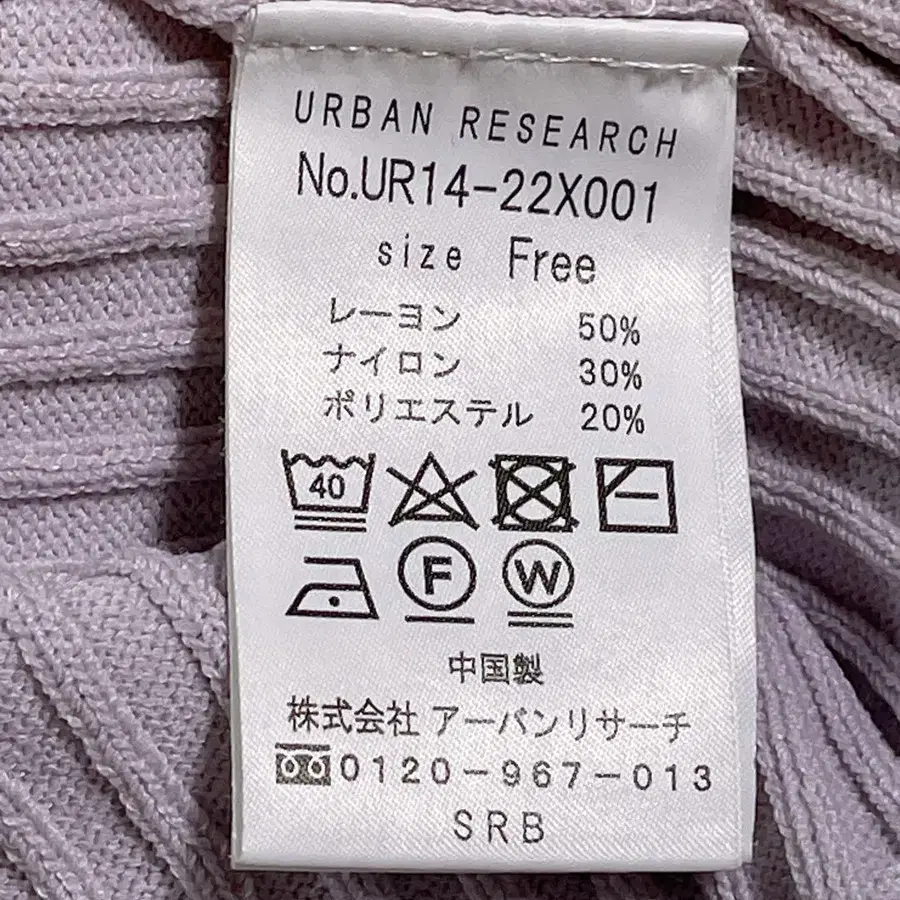 URBAN RESEARCH
No.UR14-22X001
size Free
レーヨン 50%
ナイロン 30%
ポリエステル 20%
40
F W
中国製
株式会社 アーバンリサーチ
0120-967-013
SRB